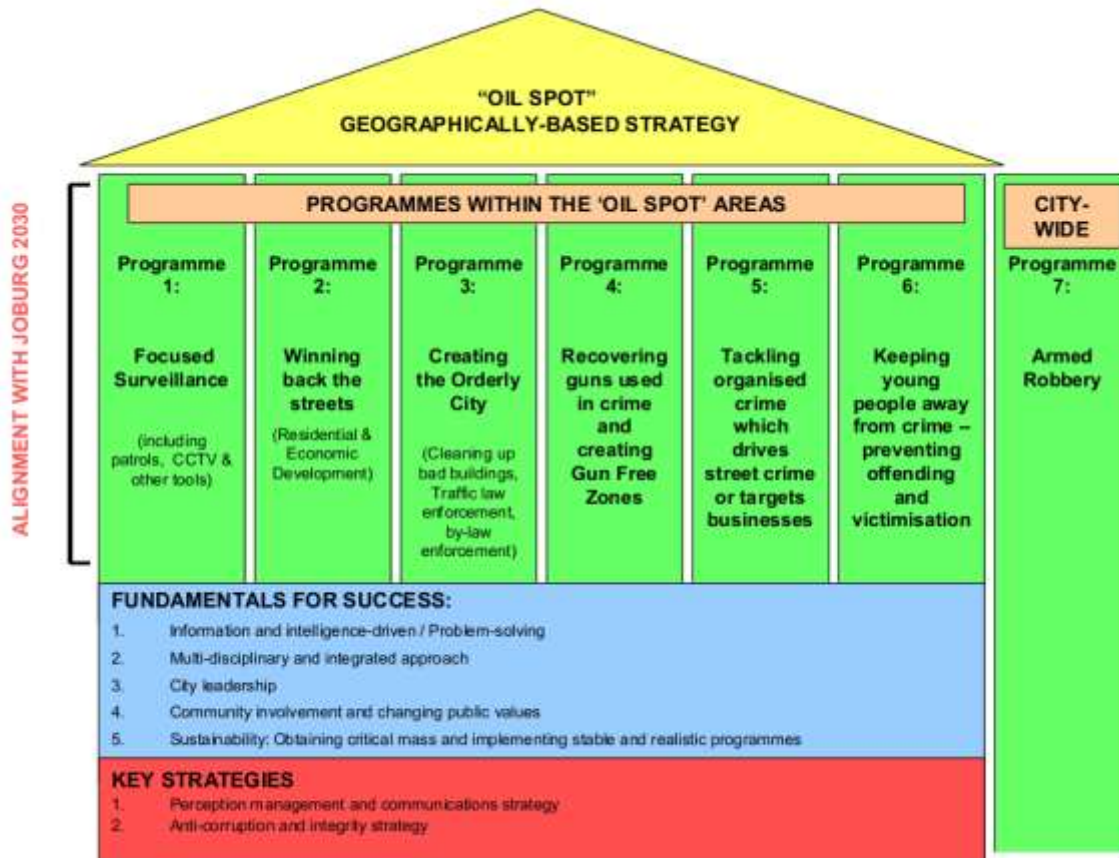 “OIL SPOT”
GEOGRAPHICALLY-BASED STRATEGY
ALIGNMENT WITH JOBURG 2030
PROGRAMMES WITHIN THE ‘OIL SPOT’ AREAS
CITY-
WIDE
Programme
1:
Focused
Surveillance
(including
patrols, CCTV &
other tools)
Programme
2:
Winning
back the
streets
(Residential &
Economic
Development)
Programme
3:
Creating
the Orderly
City
(Cleaning up
bad buildings,
Traffic law
enforcement,
by-law
enforcement)
Programme
4:
Recovering
guns used
in crime
and
creating
Gun Free
Zones
Programme
5:
Tackling
organised
crime
which
drives
street crime
or targets
businesses
Programme
6:
Keeping
young
people away
from crime –
preventing
offending
and
victimisation
Programme
7:
Armed
Robbery
FUNDAMENTALS FOR SUCCESS:
1. Information and intelligence-driven / Problem-solving
2. Multi-disciplinary and integrated approach
3. City leadership
4. Community involvement and changing public values
5. Sustainability: Obtaining critical mass and implementing stable and realistic programmes
KEY STRATEGIES
1. Perception management and communications strategy
2. Anti-corruption and integrity strategy